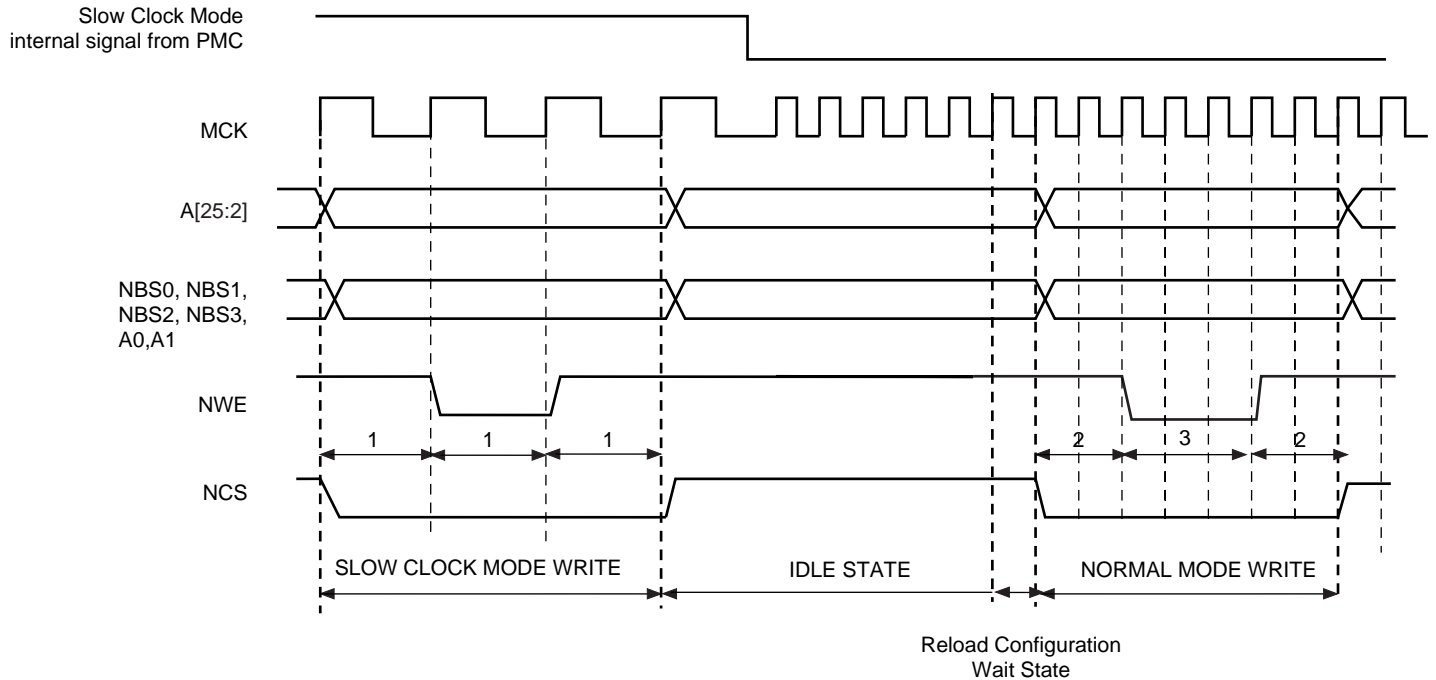 Slow Clock Mode
internal signal from PMC
MCK
A[25:2]
NBS0, NBS1,
NBS2, NBS3,
A0,A1
NWE
1 1 1 2 3 2
NCS
SLOW CLOCK MODE WRITE IDLE STATE NORMAL MODE WRITE
Reload Configuration
Wait State